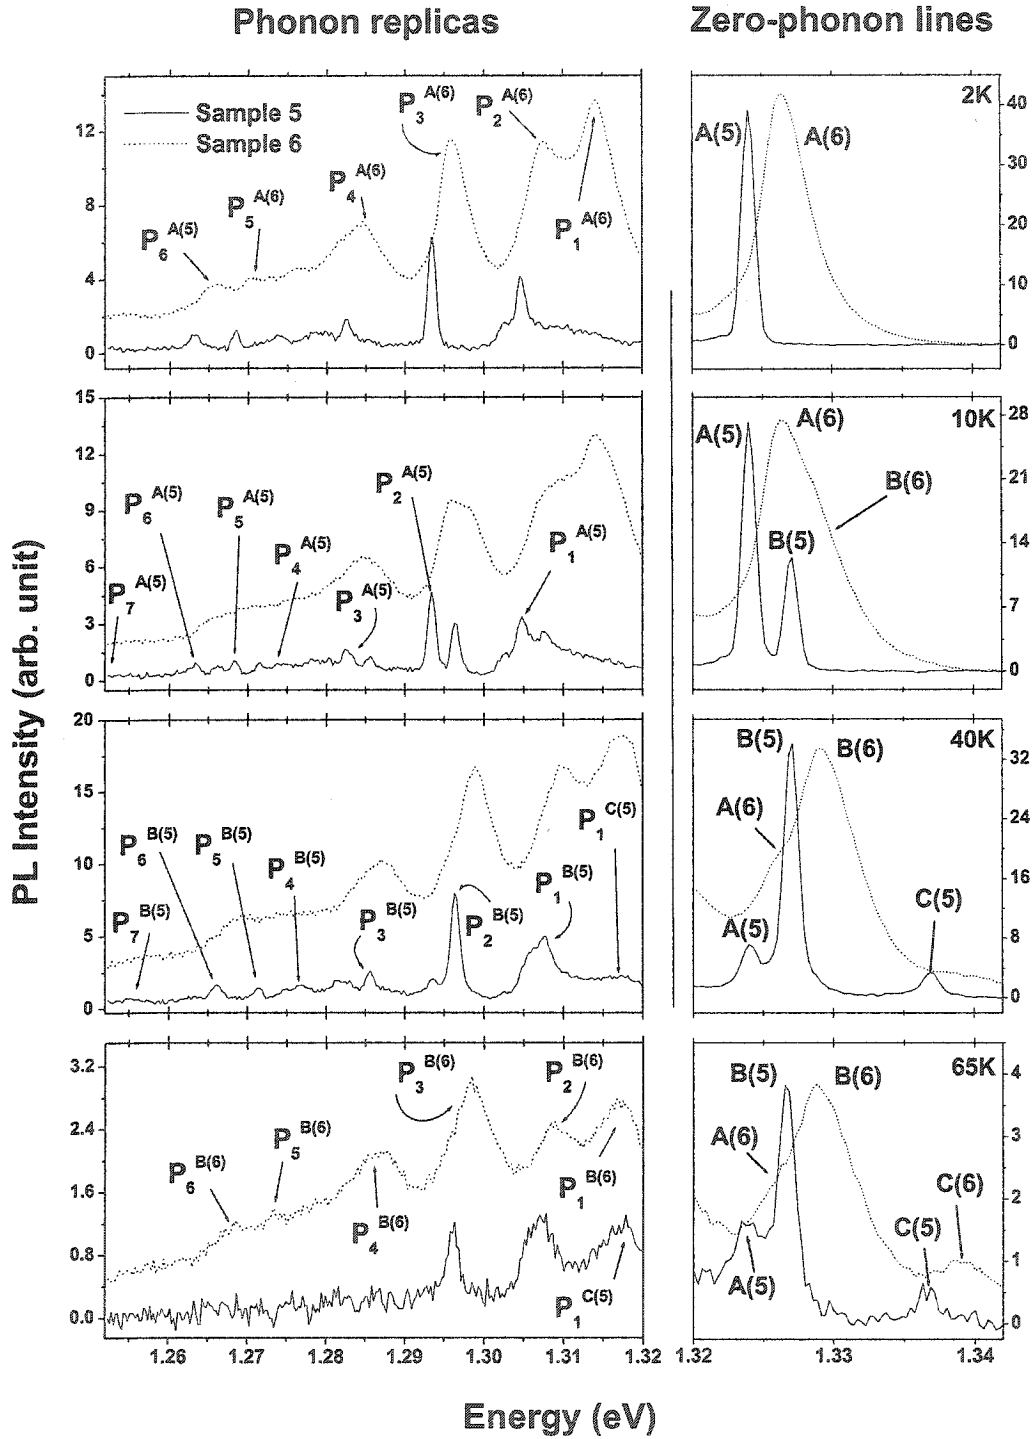 Phonon replicas
Zero-phonon lines
Sample 5
Sample 6
P3 A(6)
P2 A(6)
P4 A(6)
P5 A(6)
P6 A(5)
P1 A(6)
12
8
4
0
2K
A(5)
A(6)
40
30
20
10
0
15
12
9
6
3
0
P6 A(5)
P5 A(5)
P2 A(5)
P4 A(5)
P1 A(5)
P7 A(5)
P3 A(5)
10K
A(5)
A(6)
B(6)
B(5)
28
21
14
7
0
20
15
10
5
0
P6 B(5)
P5 B(5)
P4 B(5)
P1 C(5)
P7 B(5)
P3 B(5)
P2 B(5)
P1 B(5)
40K
B(5)
B(6)
A(6)
A(5)
C(5)
32
24
16
8
0
3.2
2.4
1.6
0.8
0.0
P3 B(6)
P2 B(6)
P5 B(6)
P6 B(6)
P4 B(6)
P1 B(6)
P1 C(5)
65K
B(5)
B(6)
A(6)
C(6)
C(5)
A(5)
4
3
2
1
0
1.26
1.27
1.28
1.29
1.30
1.31
1.32
1.32
1.33
1.34
PL Intensity (arb. unit)
Energy (eV)